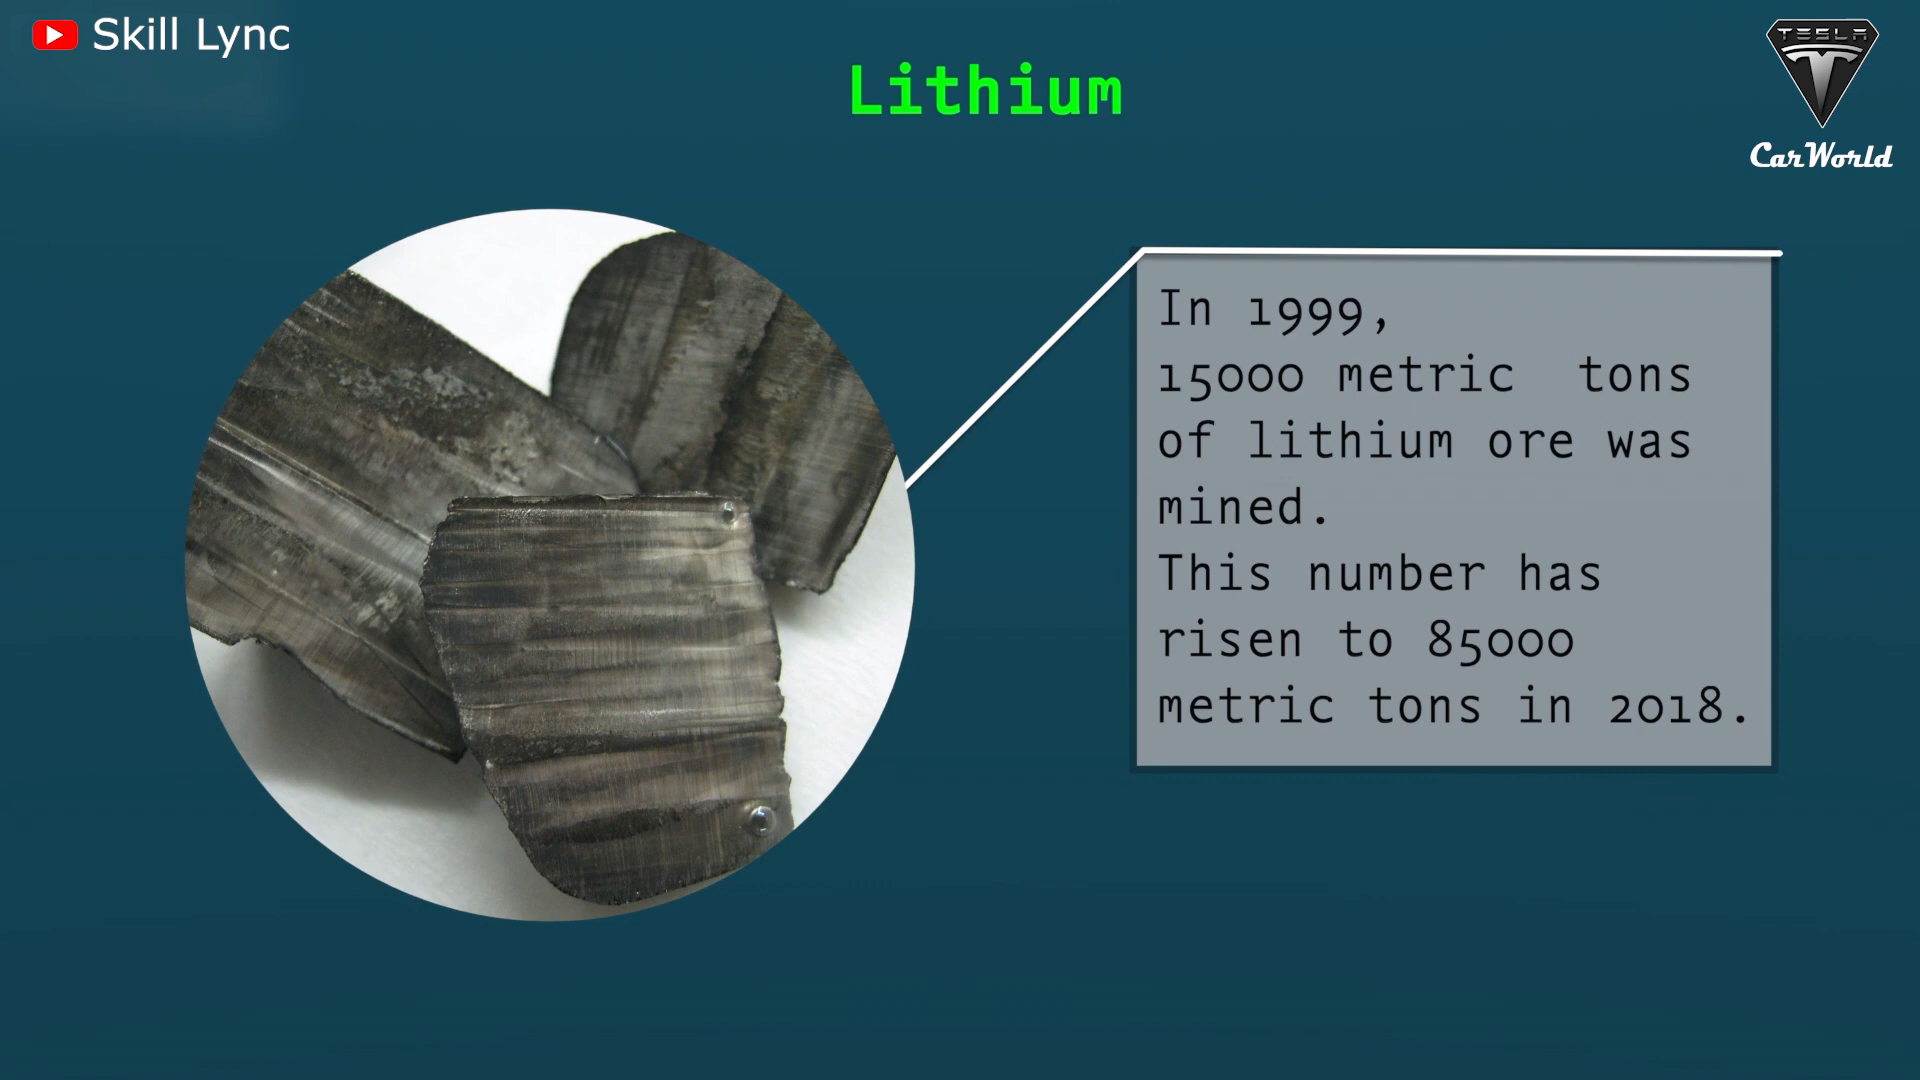 Skill Lync
TESLA
CarWorld
Lithium
In 1999,
15000 metric tons
of lithium ore was
mined.
This number has
risen to 85000
metric tons in 2018.